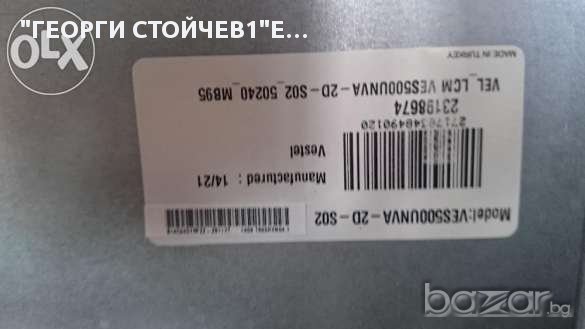 "ГЕОРГИ СТОЙЧЕВ1"Е...
OLX
Model:VES500UNVA-2D-S02
Manufactured : 14/21
Vestel
23198674
VEL_LCM VES500UNVA-2D-S02_50240_MB95
MADE IN TURKEY
bazar.bg